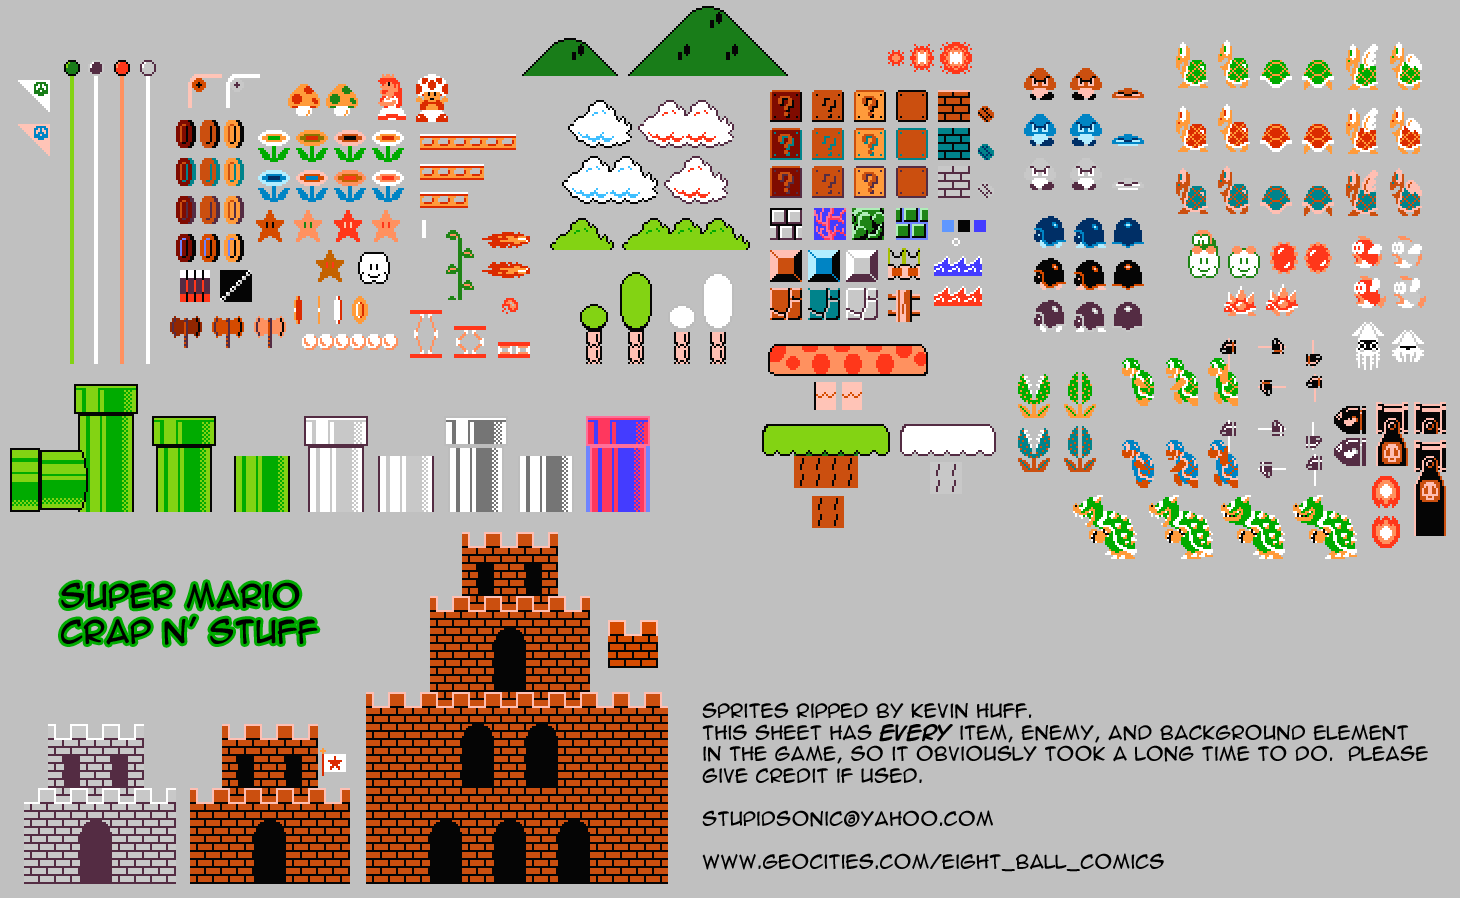 SUPER MARIO
CRAP N' STUFF
SPRITES RIPPED BY KEVIN HUFF.
THIS SHEET HAS EVERY ITEM, ENEMY, AND BACKGROUND ELEMENT
IN THE GAME, SO IT OBVIOUSLY TOOK A LONG TIME TO DO. PLEASE
GIVE CREDIT IF USED.
STUPIDSONIC@YAHOO.COM
WWW.GEOCITIES.COM/EIGHT_BALL_COMICS